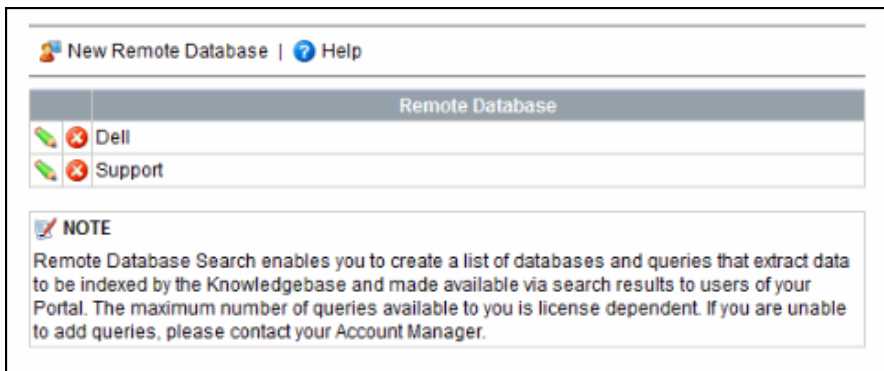 New Remote Database | Help
Remote Database
Dell
Support
NOTE
Remote Database Search enables you to create a list of databases and queries that extract data
to be indexed by the Knowledgebase and made available via search results to users of your
Portal. The maximum number of queries available to you is license dependent. If you are unable
to add queries, please contact your Account Manager.